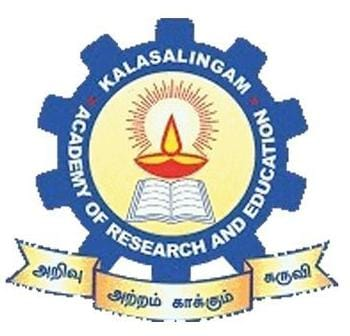 KALASALINGAM
ACADEMY OF RESEARCH AND EDUCATION
அறிவு அற்றம் காக்கும் கருவி